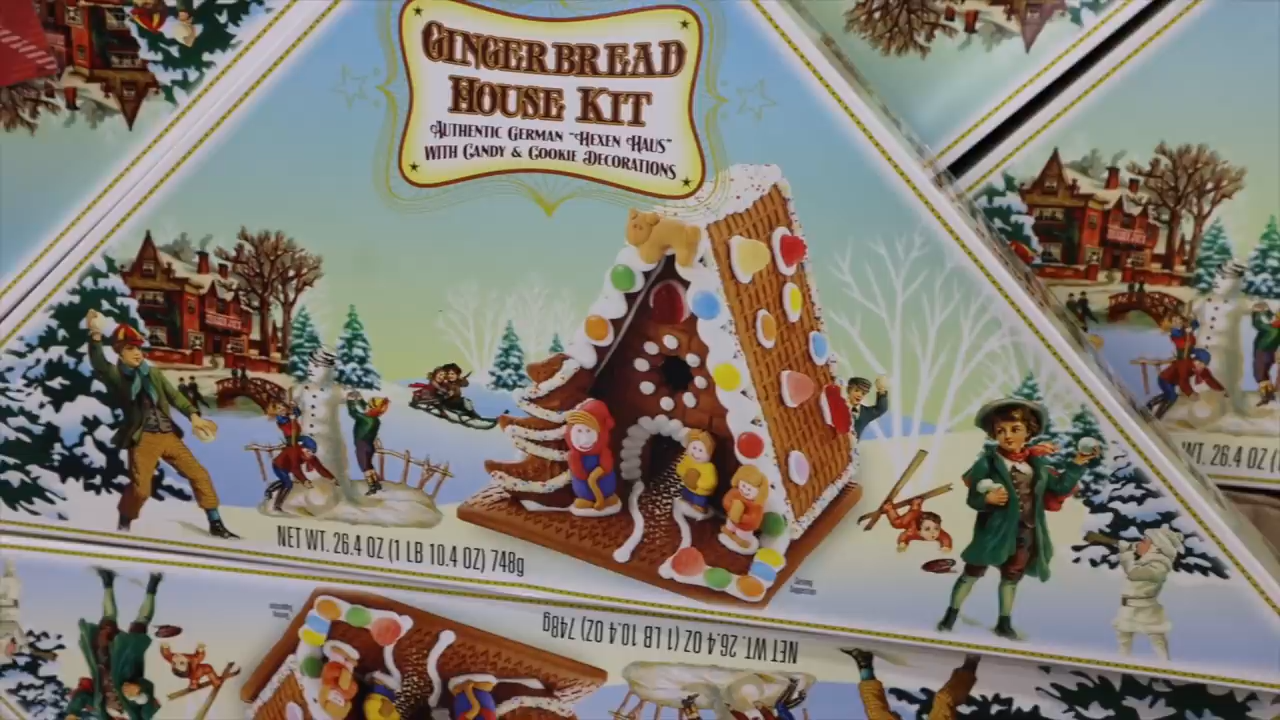 GINGERBREAD
HOUSE KIT
AUTHENTIC GERMAN "HEXEN HAUS"
WITH CANDY & COOKIE DECORATIONS
NET WT. 26.4 OZ (1 LB 10.4 OZ) 748g
WT. 26.4 OZ (
NET WT. 26.4 OZ (1 LB 10.4 OZ) 748g